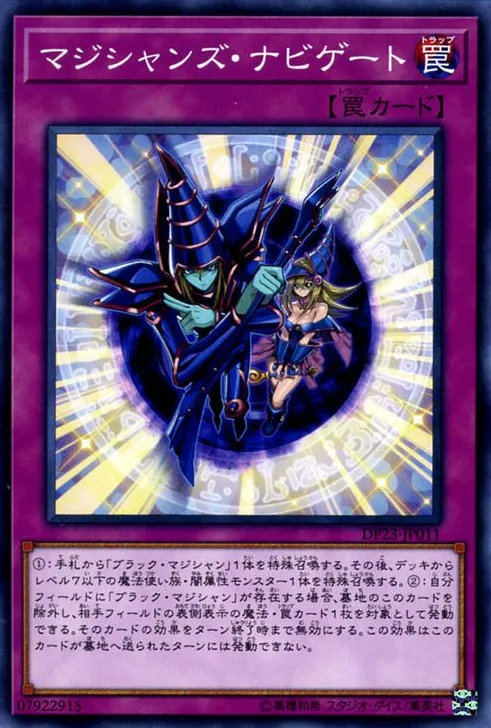 マジシャンズ・ナビゲート 罠
【罠カード】
DP23-JP011
①:手札から「ブラック・マジシャン」1体を特殊召喚する。その後、デッキから
レベル7以下の魔法使い族・闇属性モンスター1体を特殊召喚する。②:自分
フィールドに「ブラック・マジシャン」が存在する場合、墓地のこのカードを
除外し、相手フィールドの表側表示の魔法・罠カード1枚を対象として発動
できる。そのカードの効果をターン終了時まで無効にする。この効果はこの
カードが墓地へ送られたターンには発動できない。
07922915
©高橋和希 スタジオ・ダイス/集英社